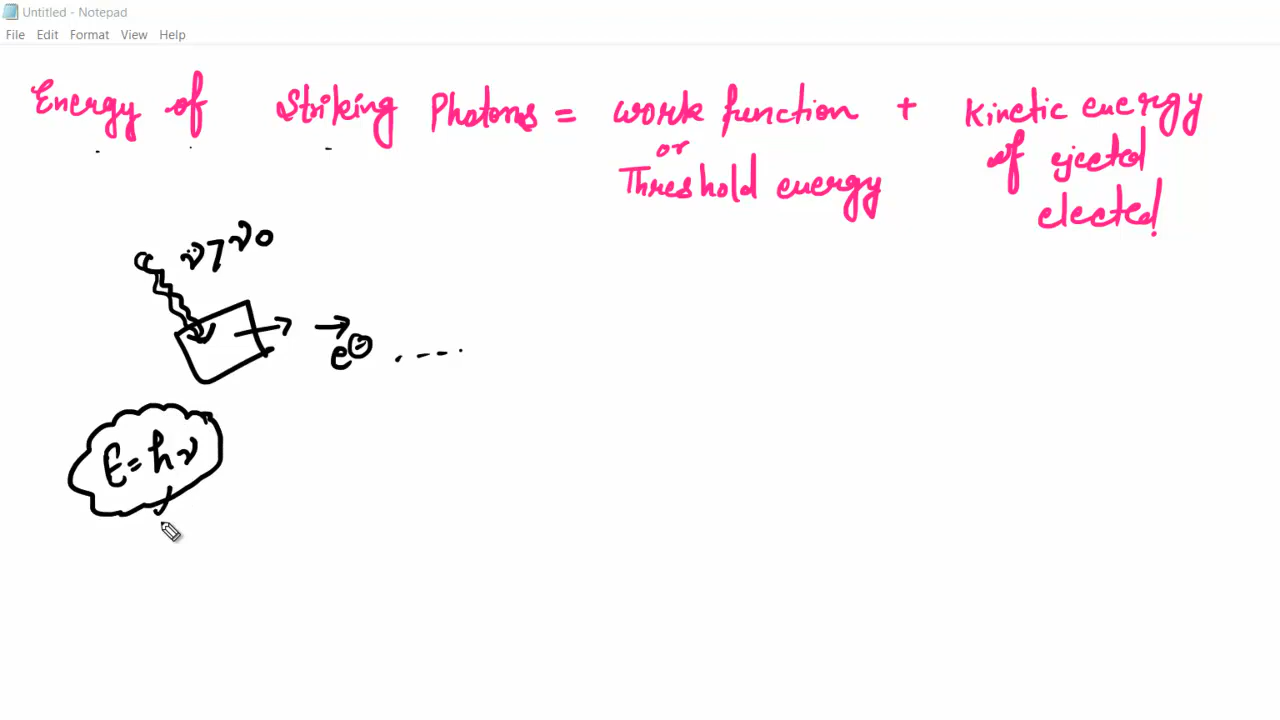 Untitled - Notepad
File Edit Format View Help
Energy of Striking Photons = work function + Kinetic energy
or
of ejected
Threshold energy
elected!
ν > ν0
e⊖ . - - - .
E = hν